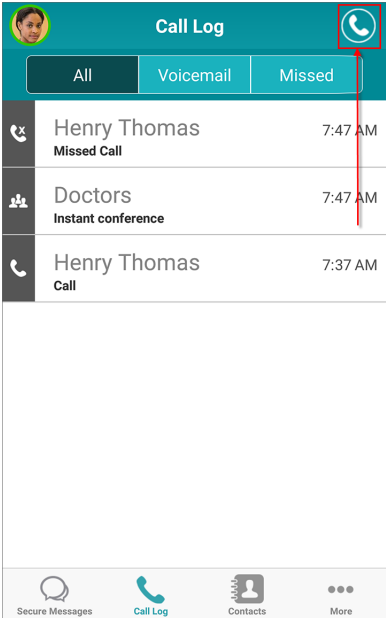 Call Log
All Voicemail Missed
Henry Thomas 7:47 AM
Missed Call
Doctors 7:47 AM
Instant conference
Henry Thomas 7:37 AM
Call
Secure Messages Call Log Contacts More